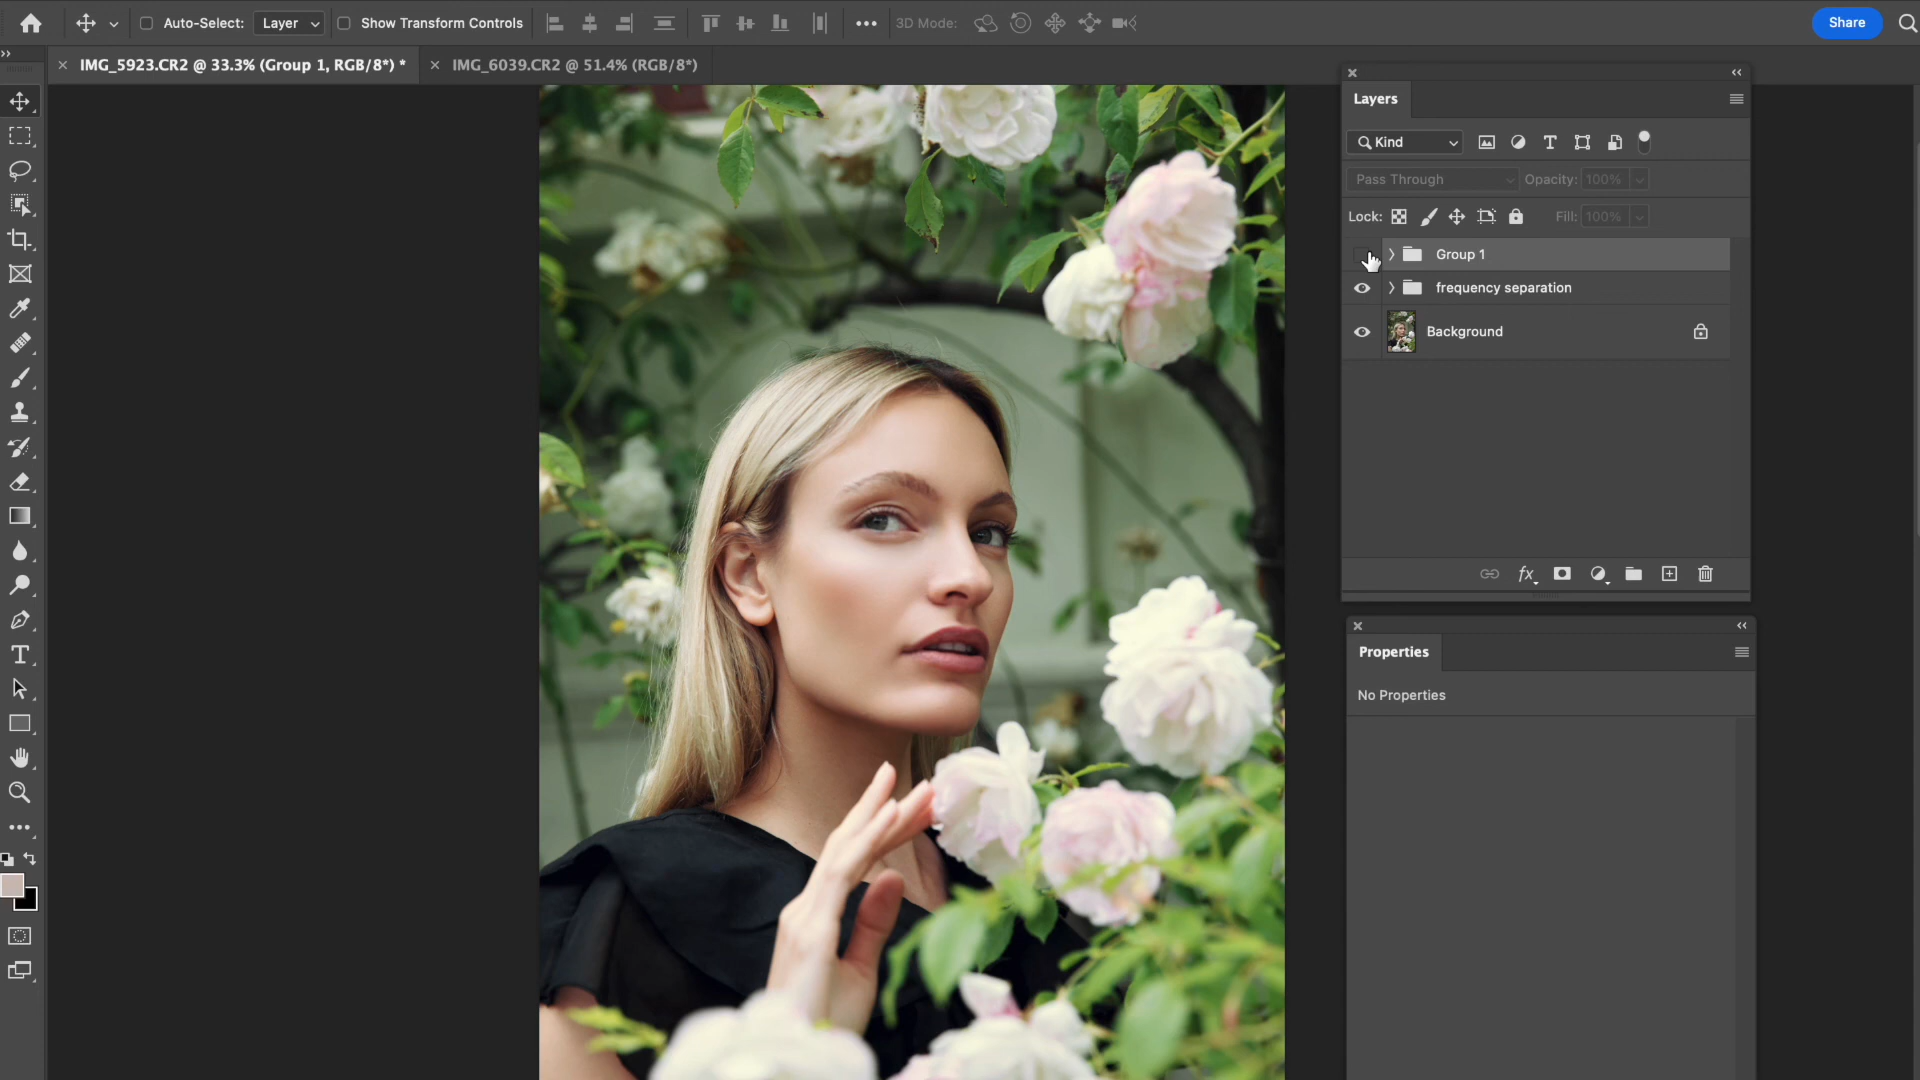 Auto-Select: Layer Show Transform Controls 3D Mode: Share
IMG_5923.CR2 @ 33.3% (Group 1, RGB/8*) * IMG_6039.CR2 @ 51.4% (RGB/8*)
Layers
Kind
Pass Through Opacity: 100%
Lock: Fill: 100%
Group 1
frequency separation
Background
fx
Properties
No Properties